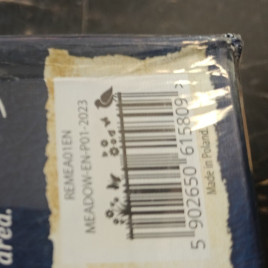 REMEA01EN
MEADOW-EN-P01-2023
5 902650 615809
Made in Poland
area.